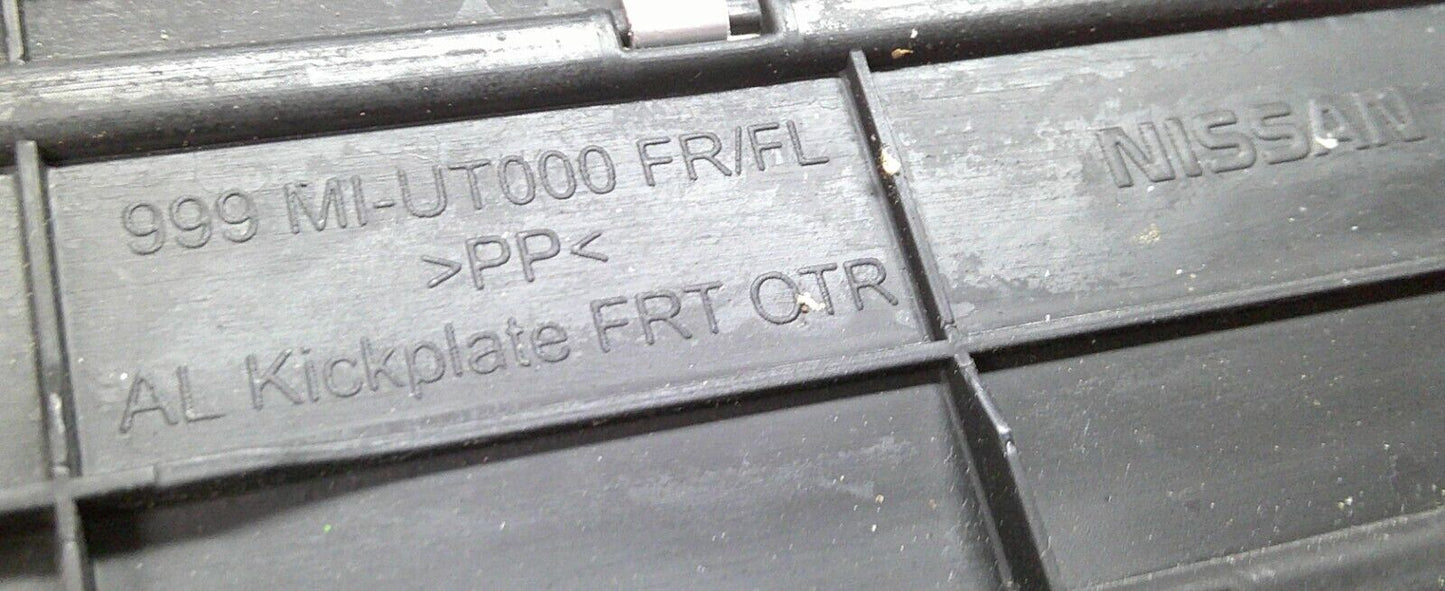 999 MI-UT000 FR/FL
>PP<
AL Kickplate FRT OTR
NISSAN